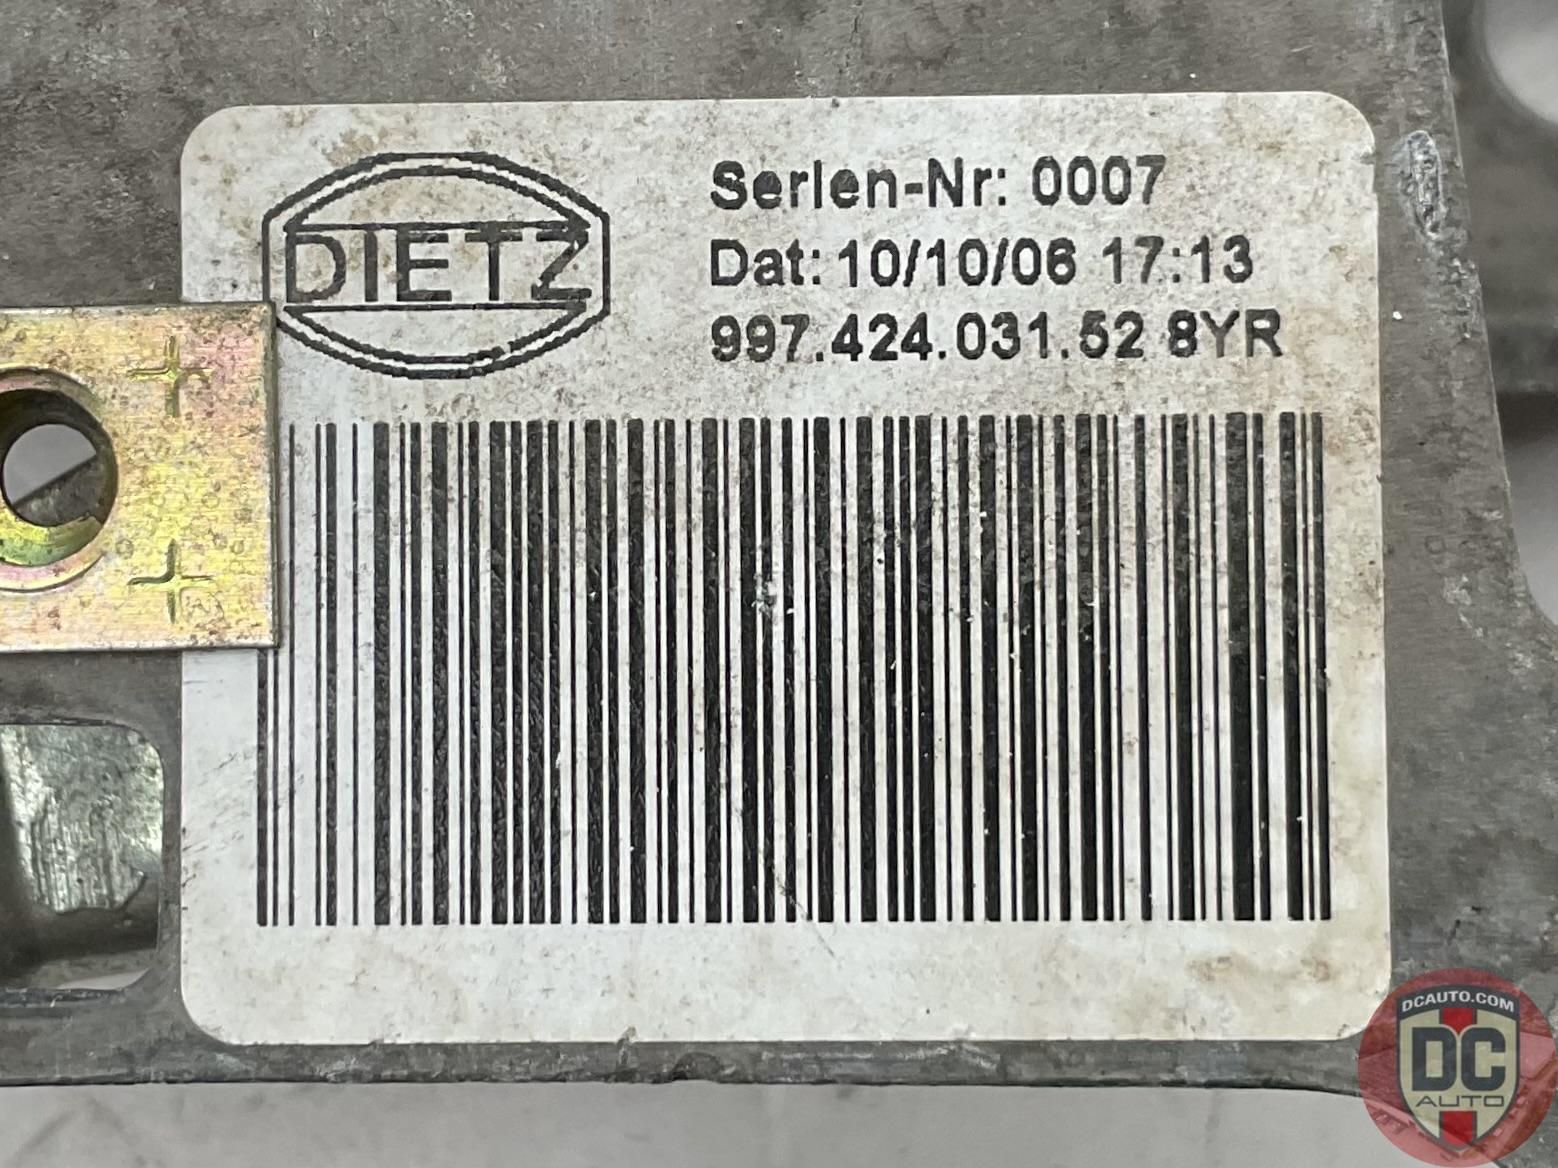 DIETZ
Serien-Nr: 0007
Dat: 10/10/06 17:13
997.424.031.52 8YR
DCAUTO.COM
DC
AUTO